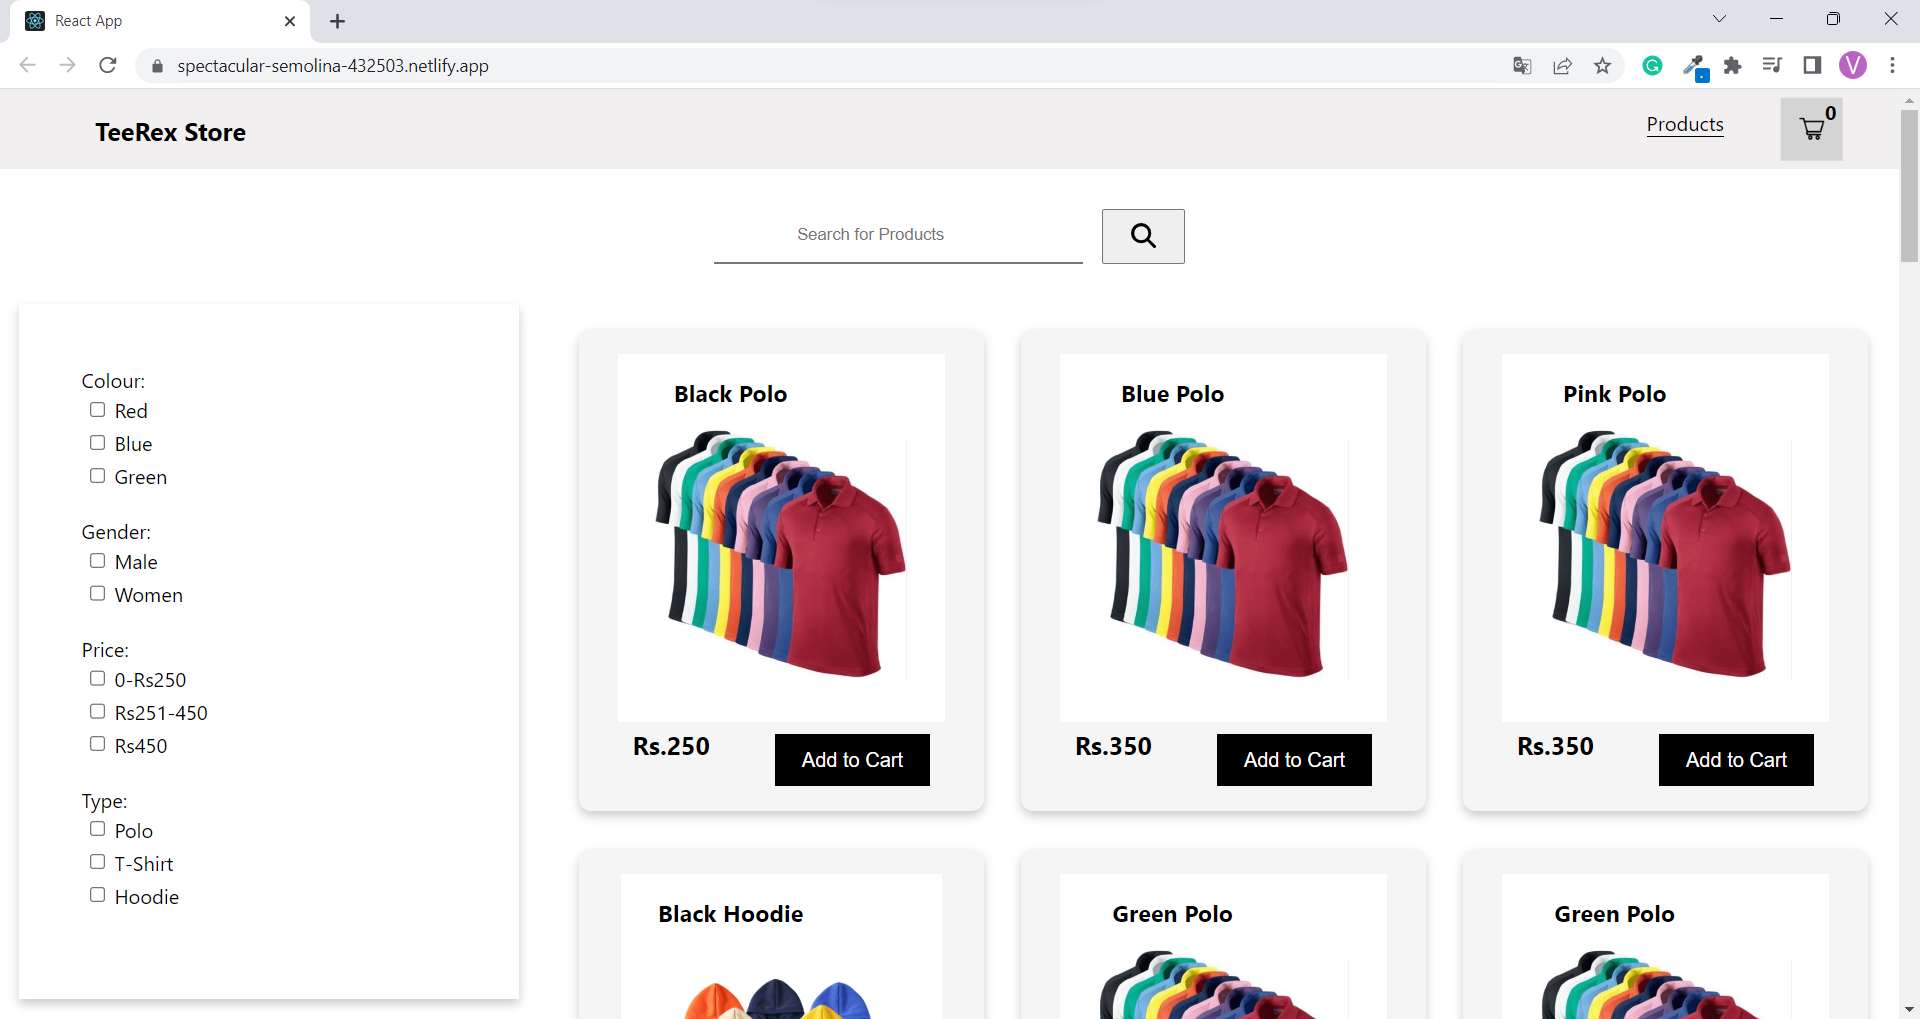 React App
spectacular-semolina-432503.netlify.app
V
TeeRex Store
Products
0
Search for Products
Colour:
Red
Blue
Green
Gender:
Male
Women
Price:
0-Rs250
Rs251-450
Rs450
Type:
Polo
T-Shirt
Hoodie
Black Polo
Rs.250
Add to Cart
Blue Polo
Rs.350
Add to Cart
Pink Polo
Rs.350
Add to Cart
Black Hoodie
Green Polo
Green Polo